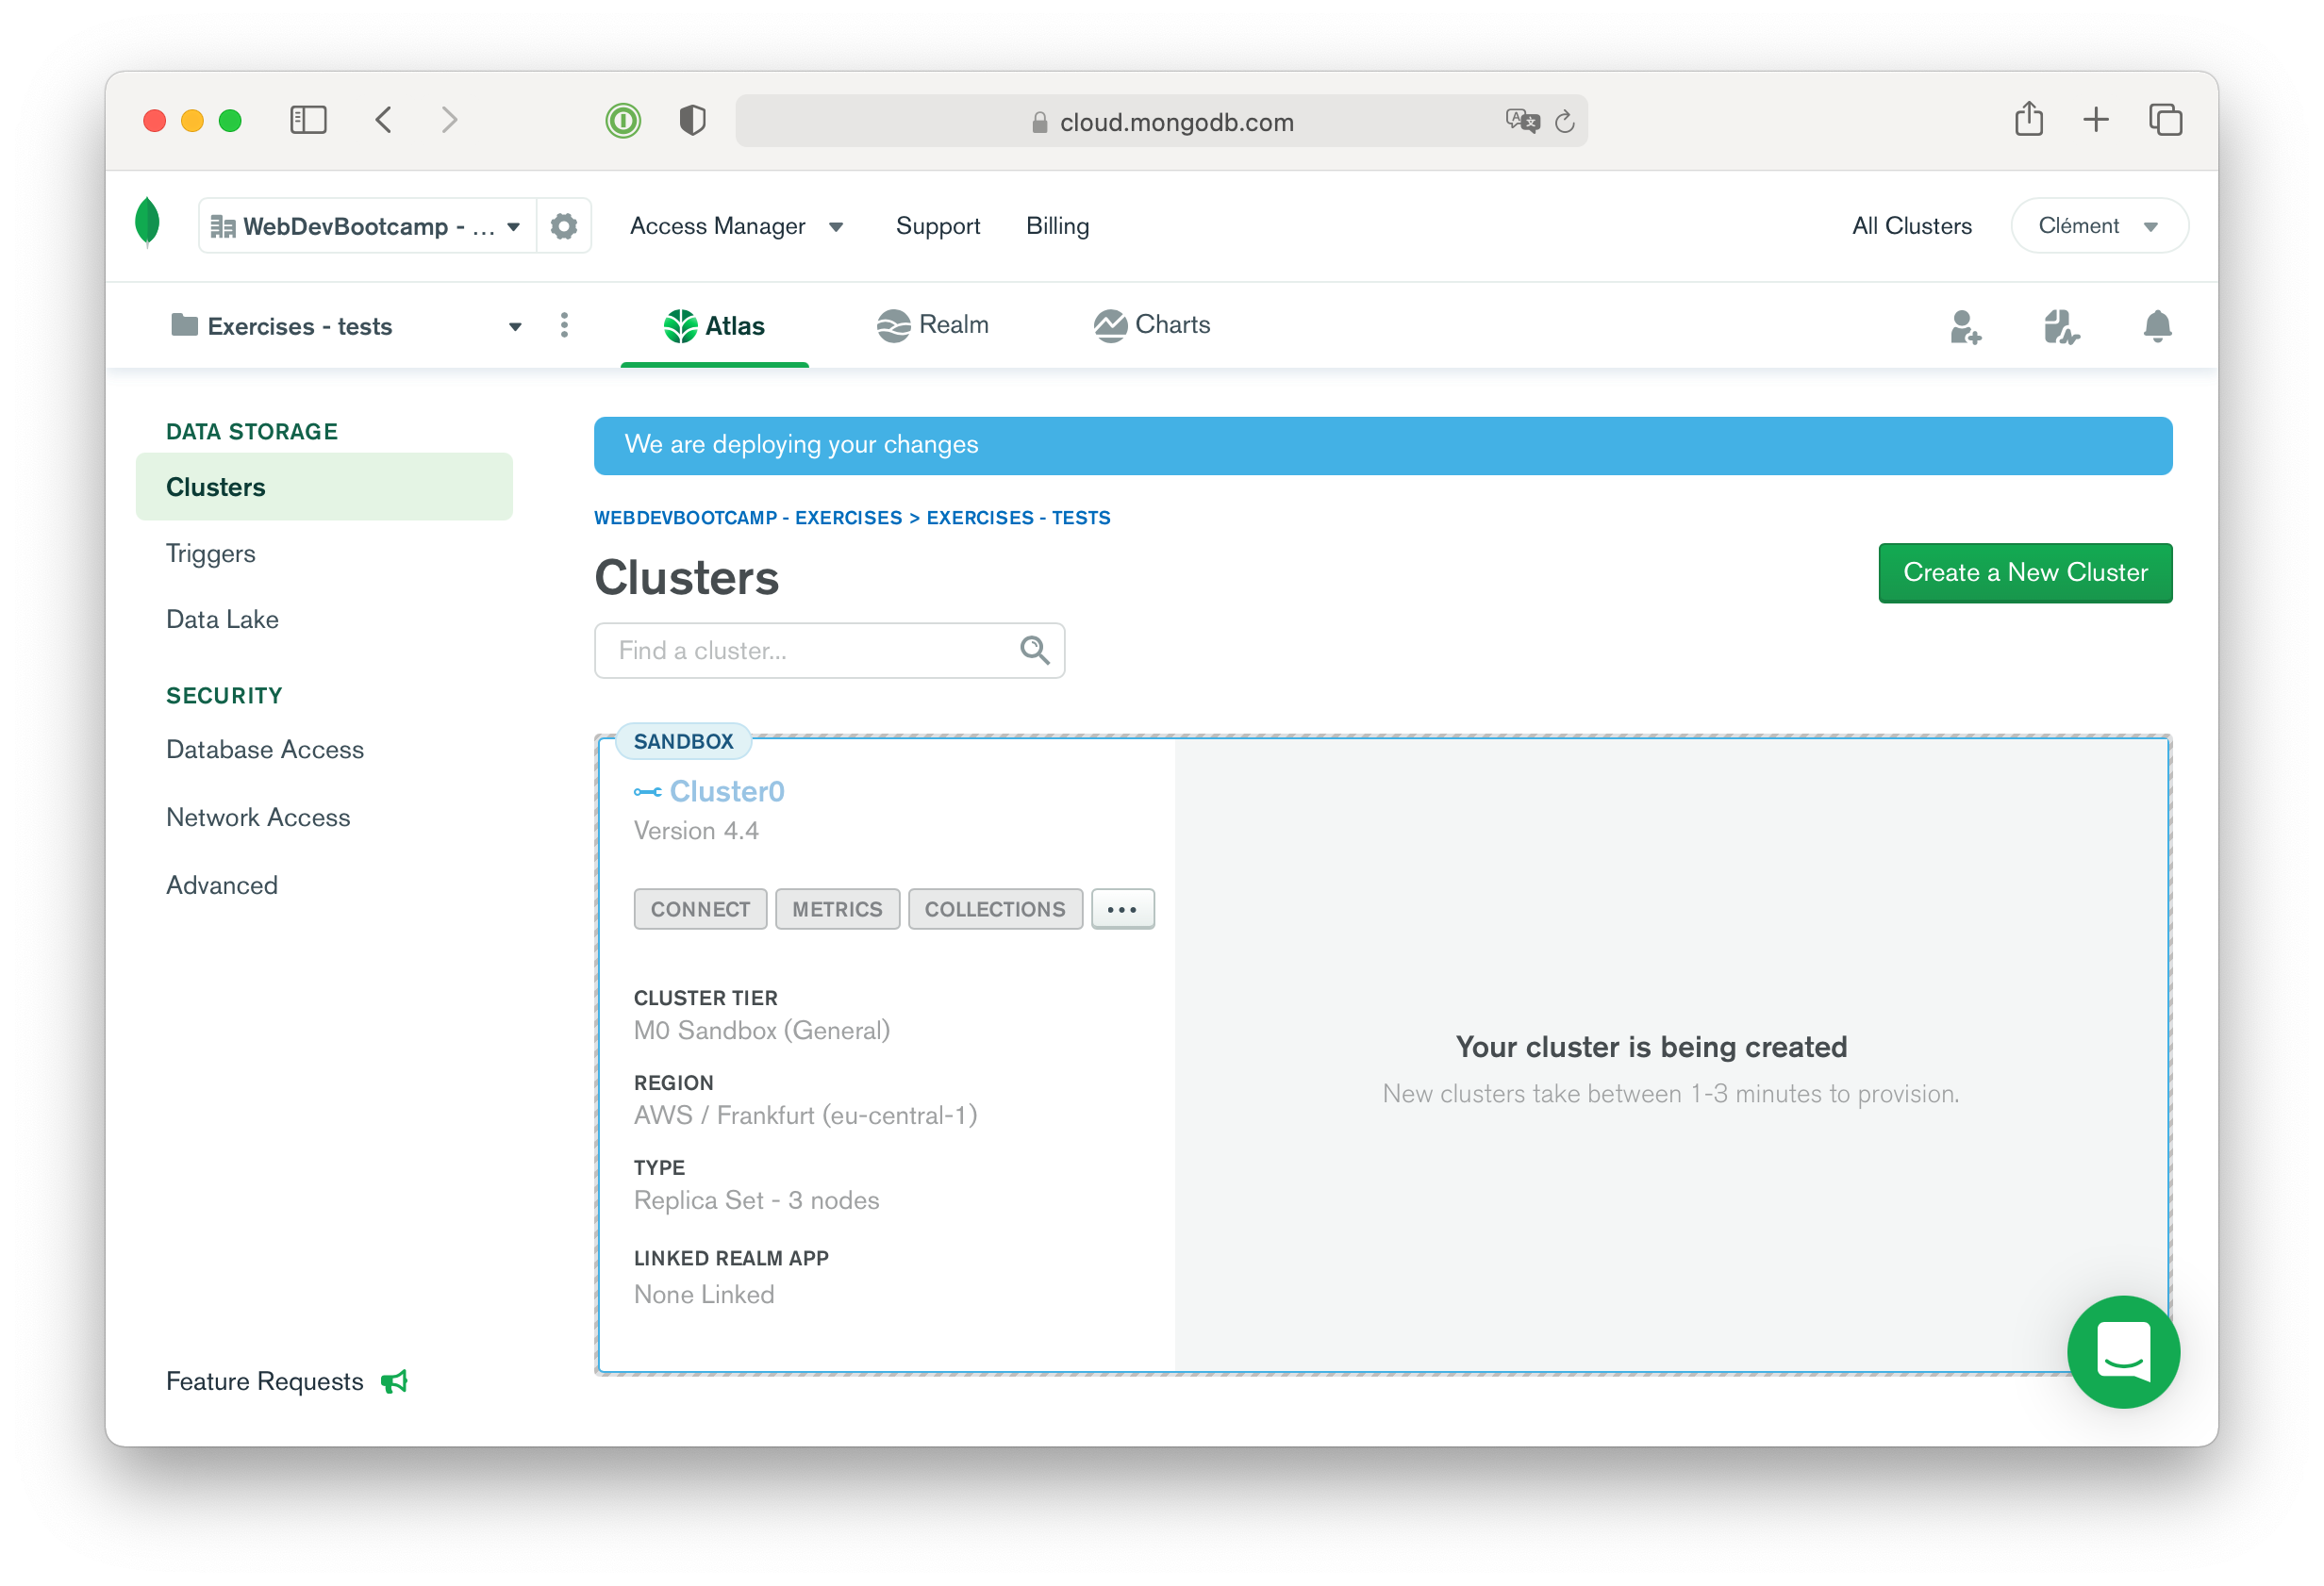 cloud.mongodb.com
WebDevBootcamp - ...
Access Manager
Support
Billing
All Clusters
Clément
Exercises - tests
Atlas
Realm
Charts
DATA STORAGE
Clusters
Triggers
Data Lake
SECURITY
Database Access
Network Access
Advanced
Feature Requests
We are deploying your changes
WEBDEVBOOTCAMP - EXERCISES > EXERCISES - TESTS
Clusters
Create a New Cluster
Find a cluster...
SANDBOX
Cluster0
Version 4.4
CONNECT
METRICS
COLLECTIONS
...
CLUSTER TIER
M0 Sandbox (General)
REGION
AWS / Frankfurt (eu-central-1)
TYPE
Replica Set - 3 nodes
LINKED REALM APP
None Linked
Your cluster is being created
New clusters take between 1-3 minutes to provision.